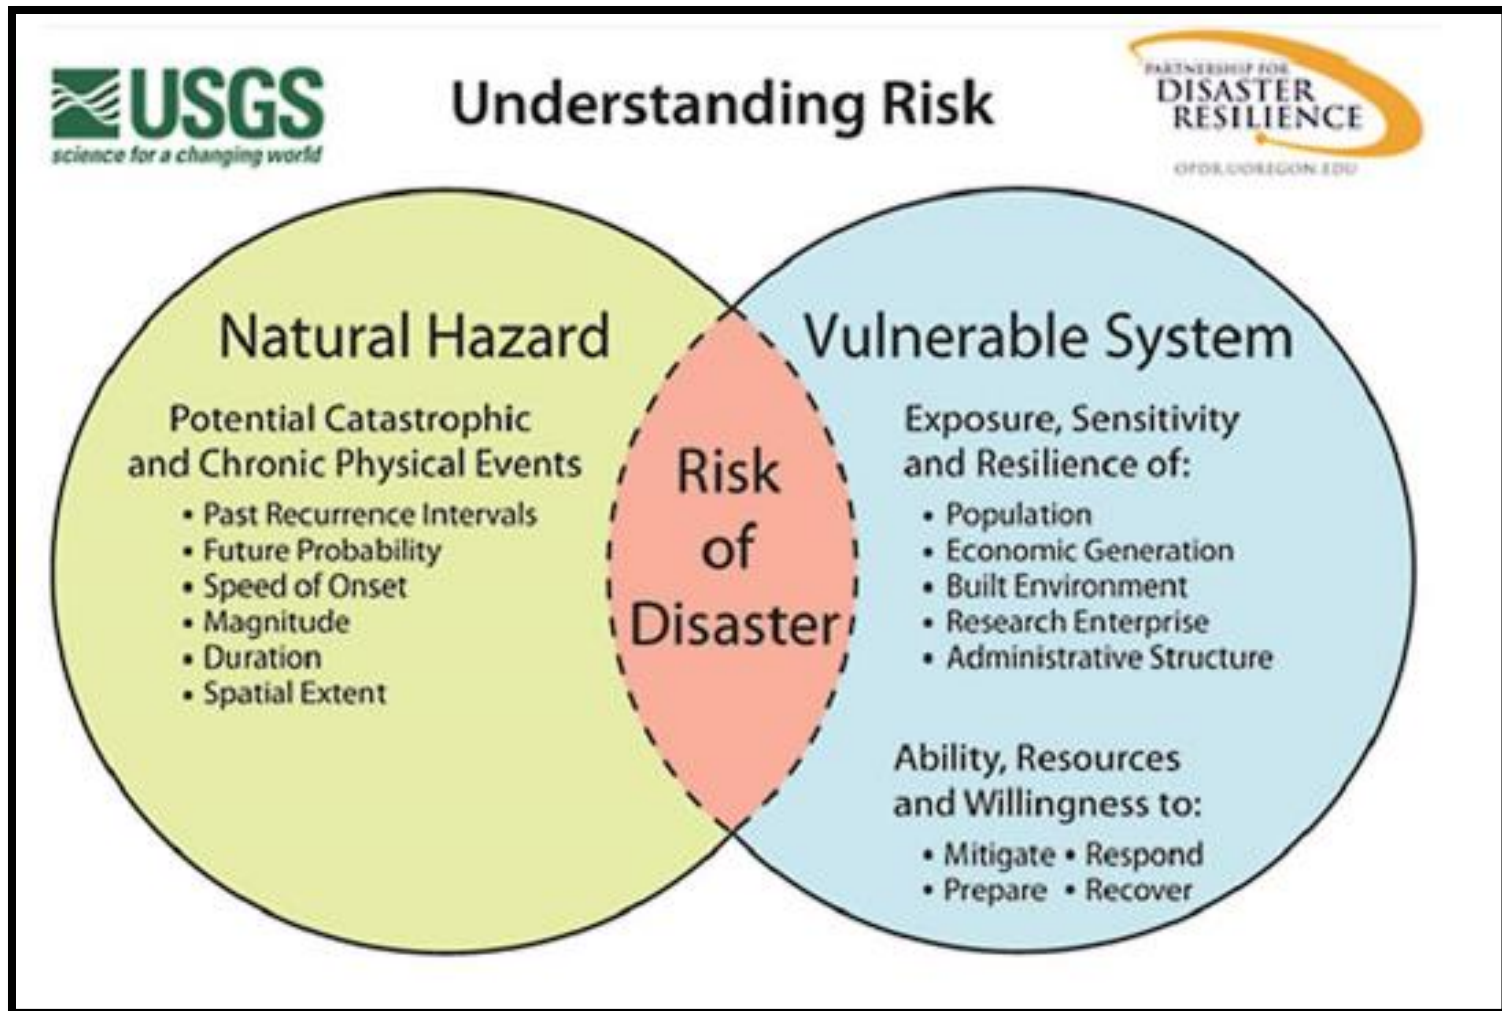 USGS
science for a changing world
Understanding Risk
PARTNERSHIP FOR
DISASTER
RESILIENCE
OPDR.UOREGON.EDU
Natural Hazard
Potential Catastrophic
and Chronic Physical Events
• Past Recurrence Intervals
• Future Probability
• Speed of Onset
• Magnitude
• Duration
• Spatial Extent
Risk
of
Disaster
Vulnerable System
Exposure, Sensitivity
and Resilience of:
• Population
• Economic Generation
• Built Environment
• Research Enterprise
• Administrative Structure
Ability, Resources
and Willingness to:
• Mitigate • Respond
• Prepare • Recover